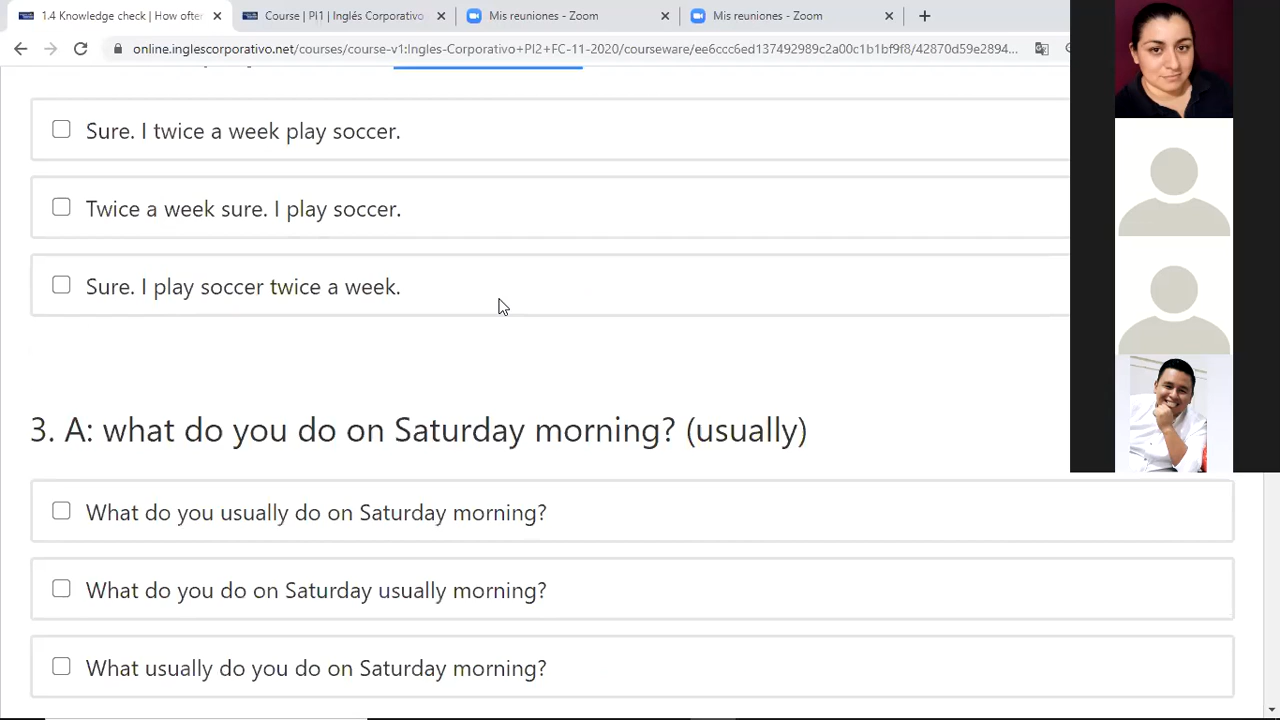 1.4 Knowledge check | How ofter
Course | PI1 | Inglés Corporativo
Mis reuniones - Zoom
Mis reuniones - Zoom
online.inglescorporativo.net/courses/course-v1:Ingles-Corporativo+PI2+FC-11-2020/courseware/ee6ccc6ed137492989c2a00c1b1bf9f8/42870d59e2894...
Sure. I twice a week play soccer.
Twice a week sure. I play soccer.
Sure. I play soccer twice a week.
3. A: what do you do on Saturday morning? (usually)
What do you usually do on Saturday morning?
What do you do on Saturday usually morning?
What usually do you do on Saturday morning?